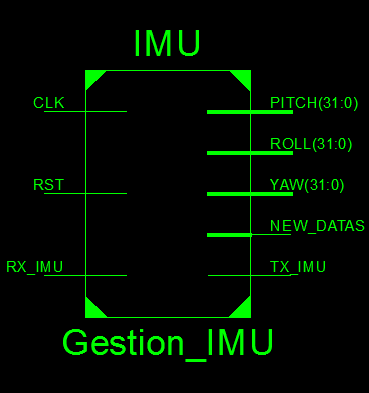 IMU
CLK
PITCH(31:0)
ROLL(31:0)
RST
YAW(31:0)
NEW_DATAS
RX_IMU
TX_IMU
Gestion_IMU